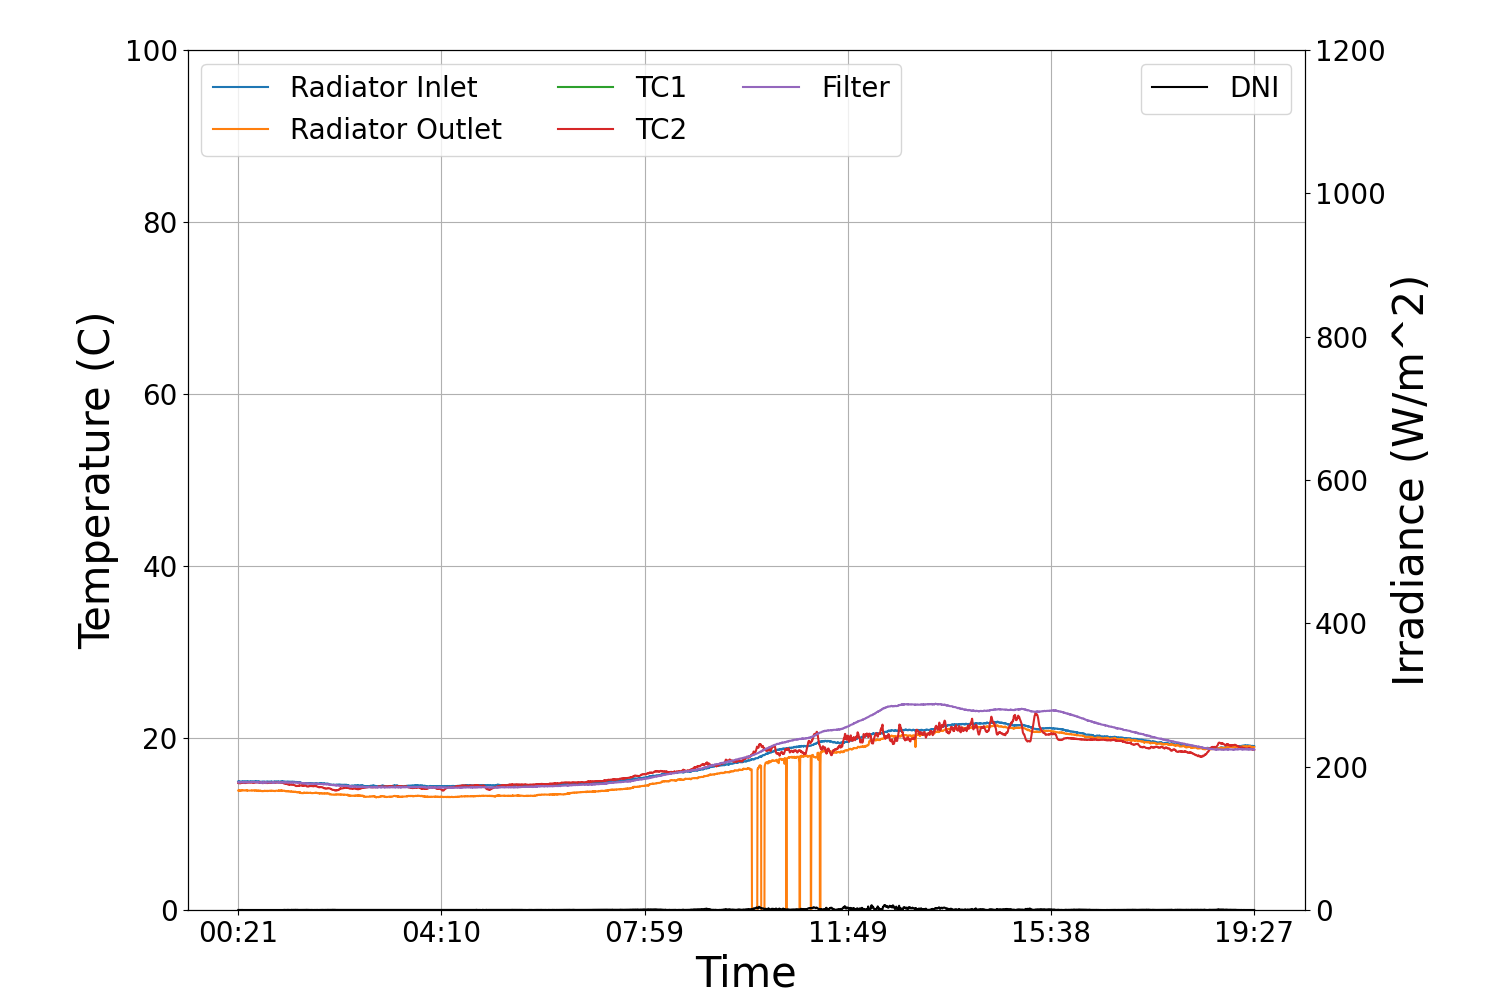 100
80
60
40
20
0
Temperature (C)
Radiator Inlet
Radiator Outlet
TC1
TC2
Filter
DNI
1200
1000
800
600
400
200
0
Irradiance (W/m^2)
00:21 04:10 07:59 11:49 15:38 19:27
Time